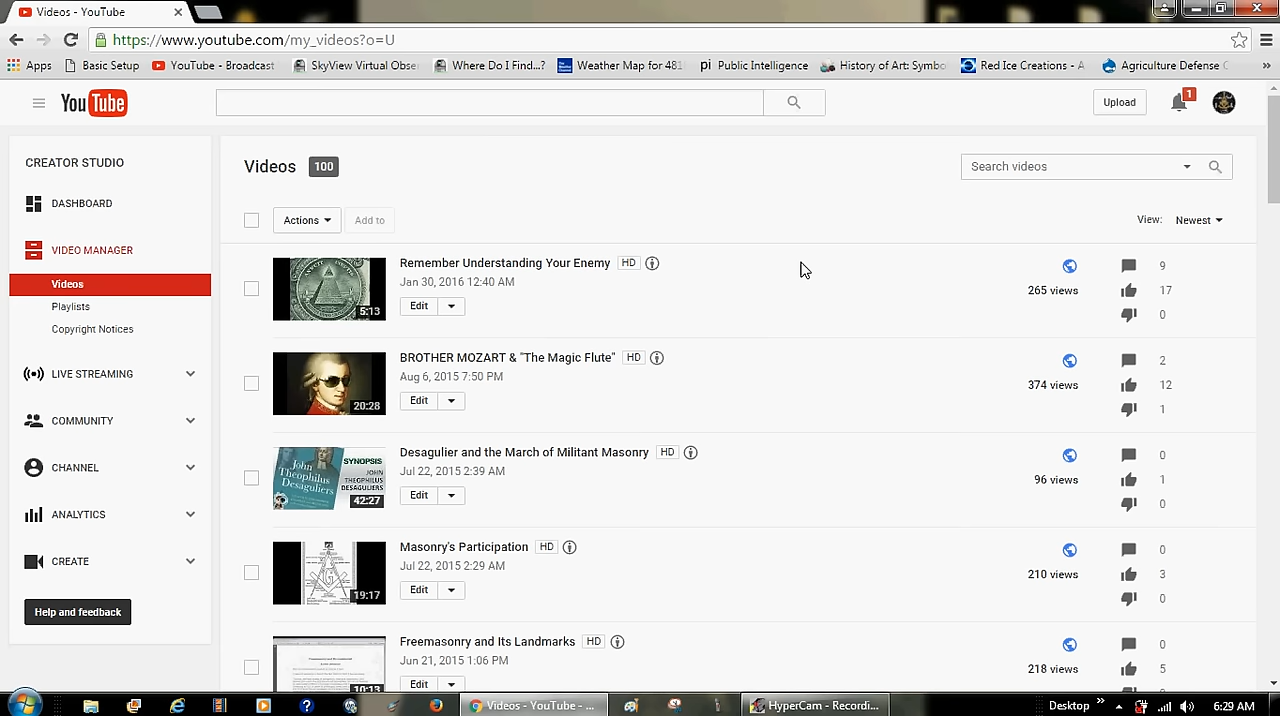 Videos - YouTube
https://www.youtube.com/my_videos?o=U
Apps Basic Setup YouTube - Broadcast SkyView Virtual Obse Where Do I Find...? Weather Map for 481 Public Intelligence History of Art: Symbo Red Ice Creations - A Agriculture Defense C »
YouTube
Upload
1
CREATOR STUDIO
DASHBOARD
VIDEO MANAGER
Videos
Playlists
Copyright Notices
LIVE STREAMING
COMMUNITY
CHANNEL
ANALYTICS
CREATE
Help and feedback
Videos 100
Search videos
Actions Add to
View: Newest
Remember Understanding Your Enemy HD
Jan 30, 2016 12:40 AM
Edit
5:13
265 views
9
17
0
BROTHER MOZART & "The Magic Flute" HD
Aug 6, 2015 7:50 PM
Edit
20:28
374 views
2
12
1
Desagulier and the March of Militant Masonry HD
Jul 22, 2015 2:39 AM
Edit
John
Theophilus
Desaguliers
SYNOPSIS
JOHN
THEOPHILUS
DESAGULIERS
42:27
96 views
0
1
0
Masonry's Participation HD
Jul 22, 2015 2:29 AM
Edit
19:17
210 views
0
3
0
Freemasonry and Its Landmarks HD
Jun 21, 2015 1:06 PM
Edit
10:13
218 views
0
Videos - YouTube - ...
HyperCam - Recordi...
Desktop »
6:29 AM